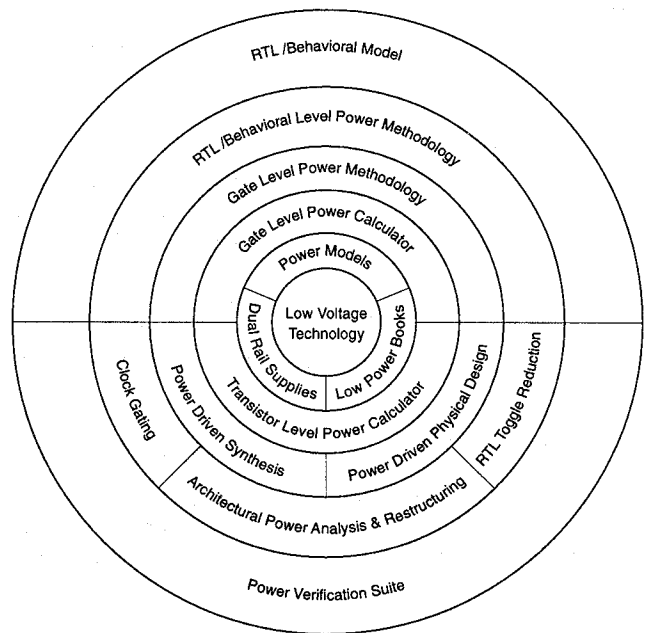 RTL /Behavioral Model
RTL /Behavioral Level Power Methodology
Gate Level Power Methodology
Gate Level Power Calculator
Power Models
Low Voltage
Technology
Dual Rail Supplies
Low Power Books
Transistor Level Power Calculator
Power Driven Synthesis
Power Driven Physical Design
Clock Gating
Architectural Power Analysis & Restructuring
RTL Toggle Reduction
Power Verification Suite